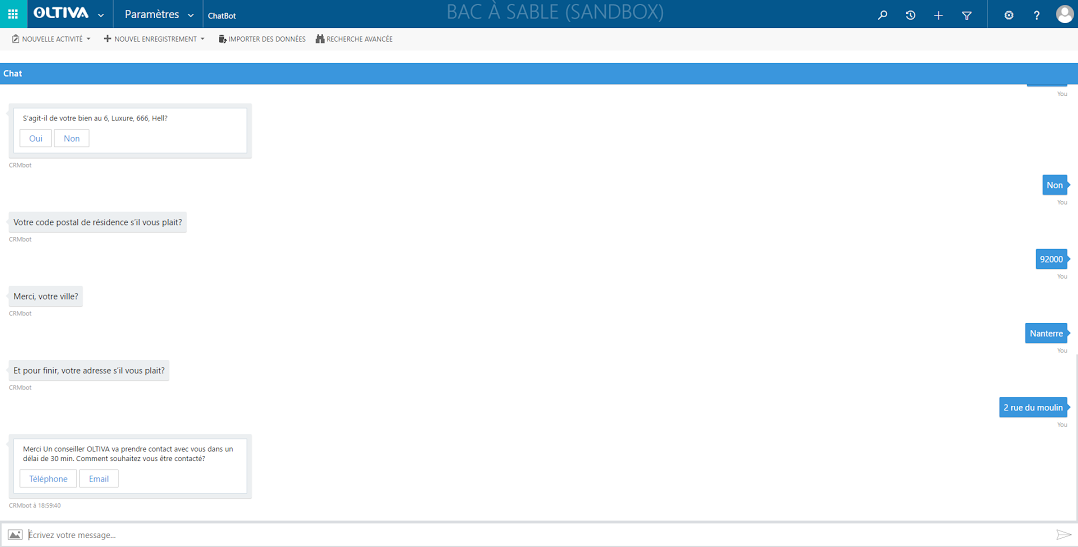 OLTIVA
Paramètres
ChatBot
BAC À SABLE (SANDBOX)
?
NOUVELLE ACTIVITÉ
NOUVEL ENREGISTREMENT
IMPORTER DES DONNÉES
RECHERCHE AVANCÉE
Chat
You
S'agit-il de votre bien au 6, Luxure, 666, Hell?
Oui Non
CRMbot
Non
You
Votre code postal de résidence s'il vous plait?
CRMbot
92000
You
Merci, votre ville?
CRMbot
Nanterre
You
Et pour finir, votre adresse s'il vous plait?
CRMbot
2 rue du moulin
You
Merci Un conseiller OLTIVA va prendre contact avec vous dans un
délai de 30 min. Comment souhaitez vous être contacté?
Téléphone Email
CRMbot à 18:59:40
Écrivez votre message...